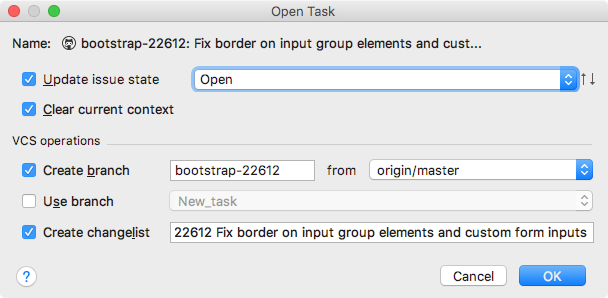 Open Task
Name: bootstrap-22612: Fix border on input group elements and cust...
Update issue state Open
Clear current context
VCS operations
Create branch bootstrap-22612 from origin/master
Use branch New_task
Create changelist 22612 Fix border on input group elements and custom form inputs
? Cancel OK